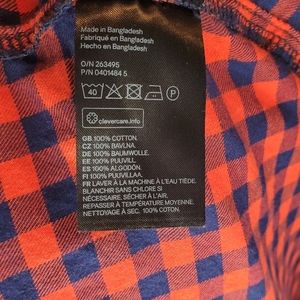 Made in Bangladesh
Fabriqué en Bangladesh
Hecho en Bangladesh
O/N 263495
P/N 0401484 5
40
P
clevercare.info
GB 100% COTTON.
CZ 100% BAVLNA.
DE 100% BAUMWOLLE.
EE 100% PUUVILL.
ES 100% ALGODÓN.
FI 100% PUUVILLAA.
FR LAVER À LA MACHINE À L'EAU TIÈDE.
BLANCHIR SANS CHLORE SI
NÉCESSAIRE, SÉCHER À L'AIR.
REPASSER À TEMPÉRATURE MOYENNE.
NETTOYAGE À SEC. 100% COTON.